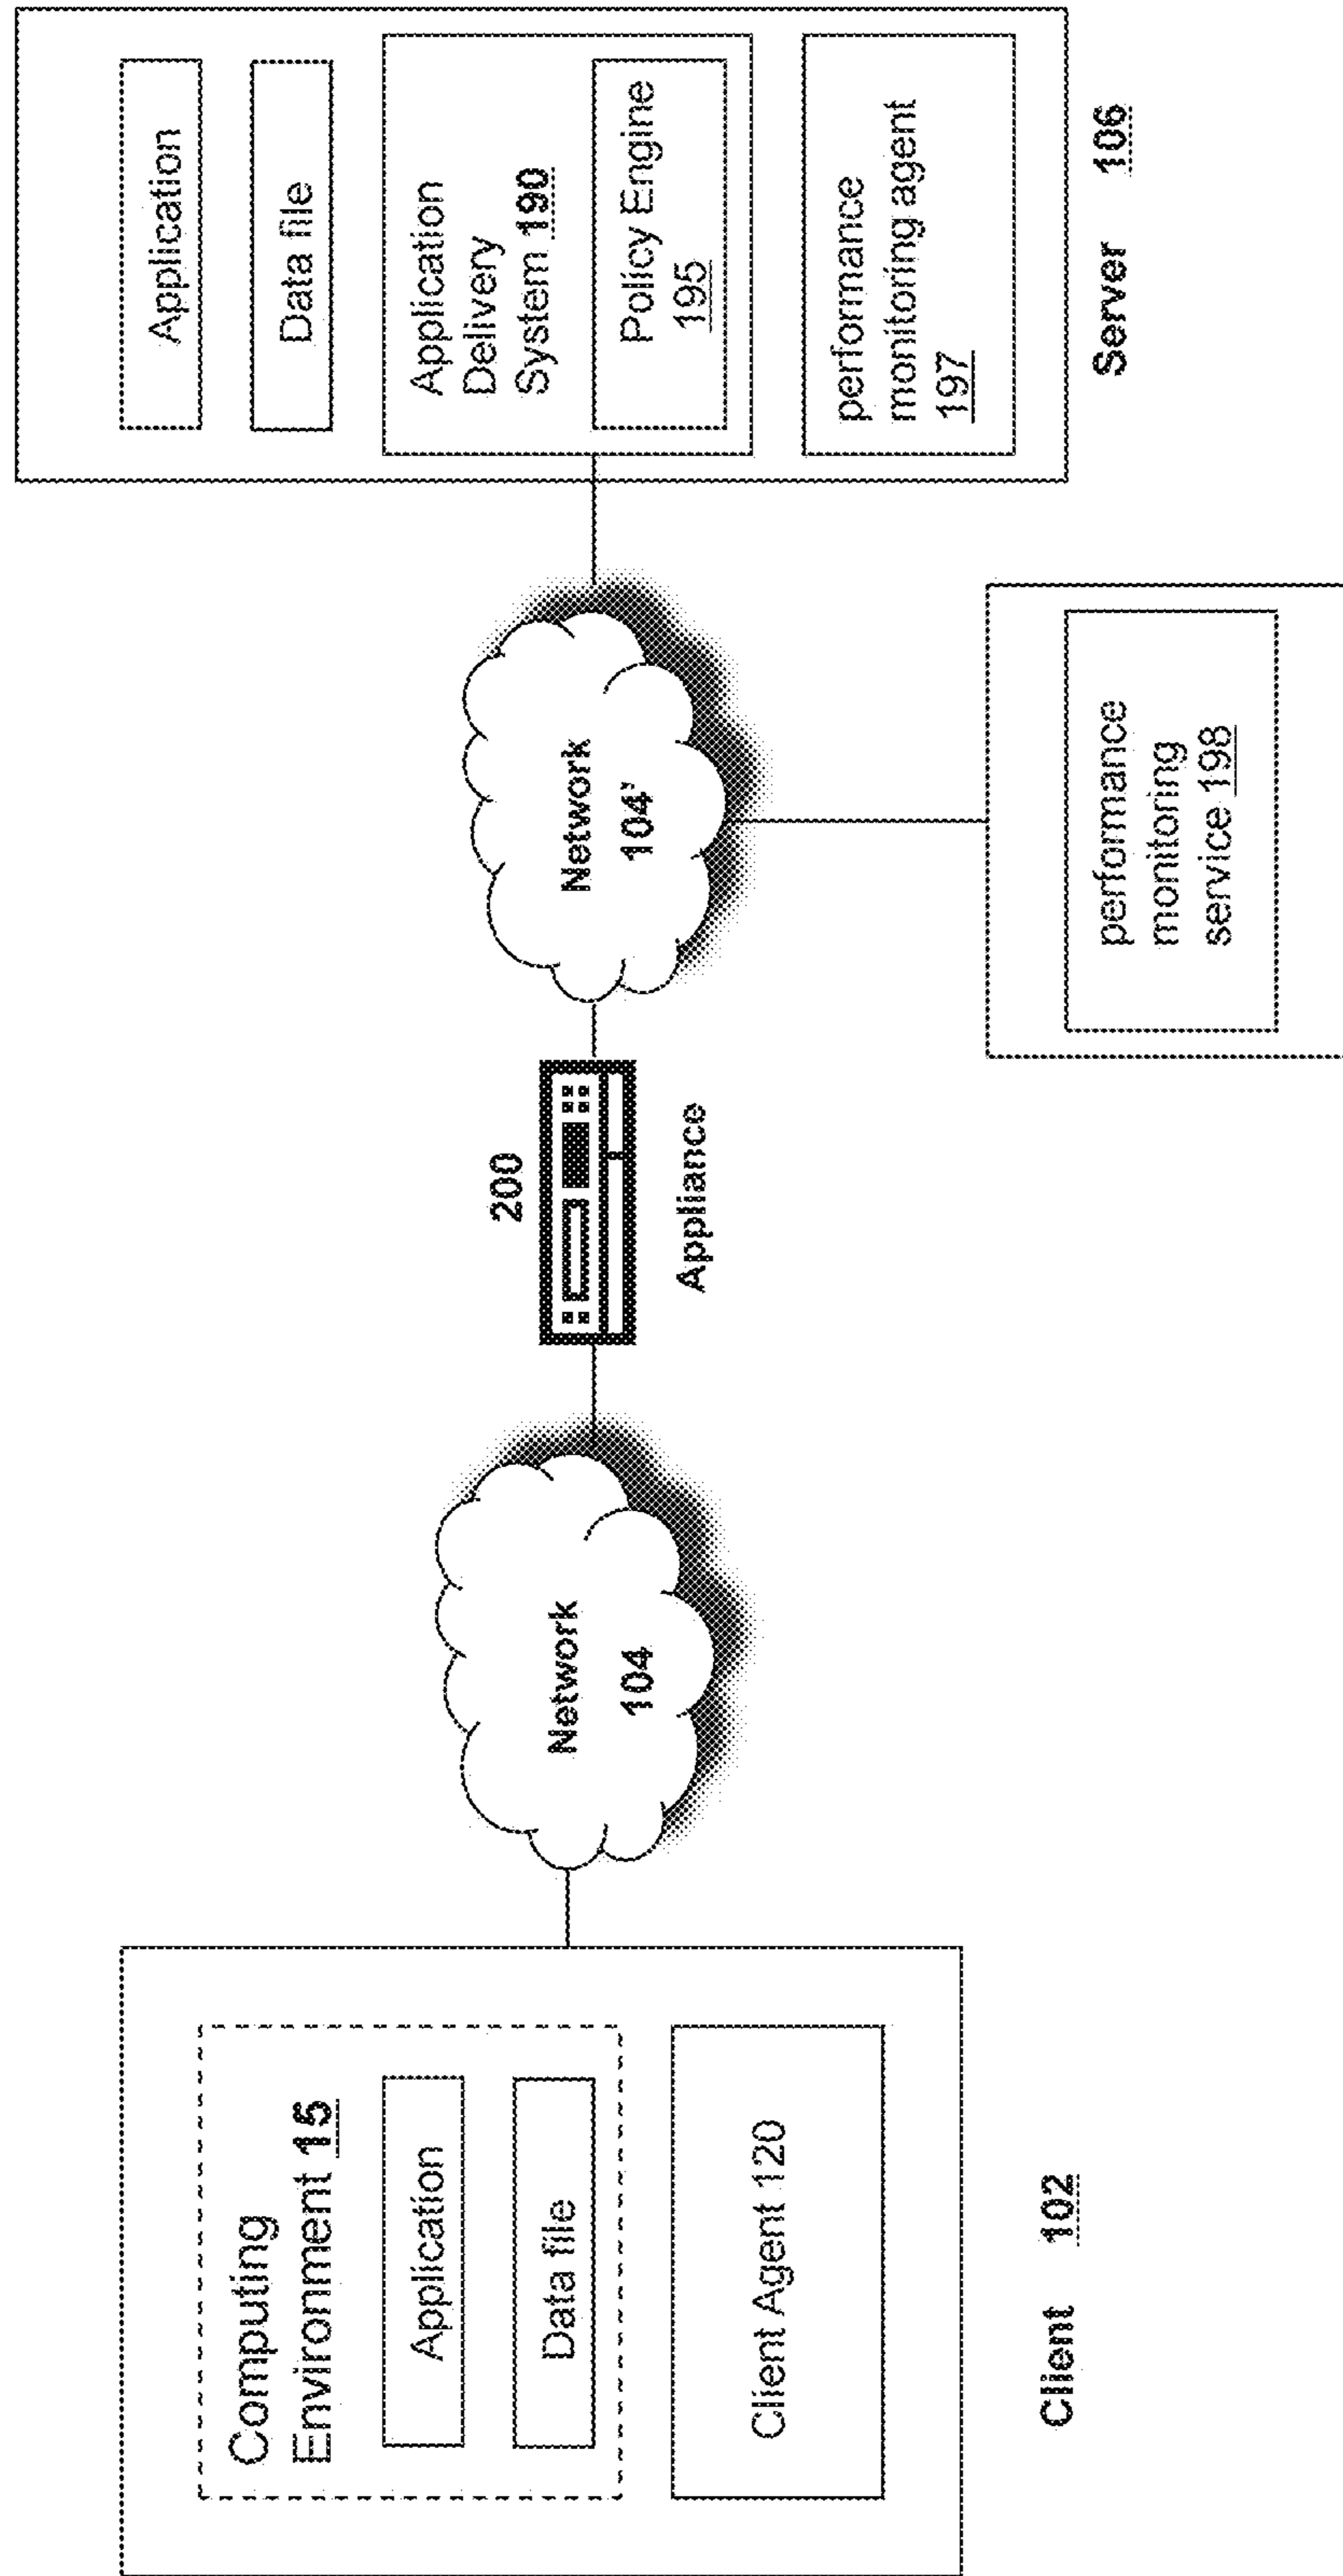 Computing
Environment 15
Application
Data file
Client Agent 120
Client 102
Network
104
200
Appliance
Network
104'
performance
monitoring
service 198
Application
Data file
Application
Delivery
System 190
Policy Engine
195
performance
monitoring agent
197
Server 106